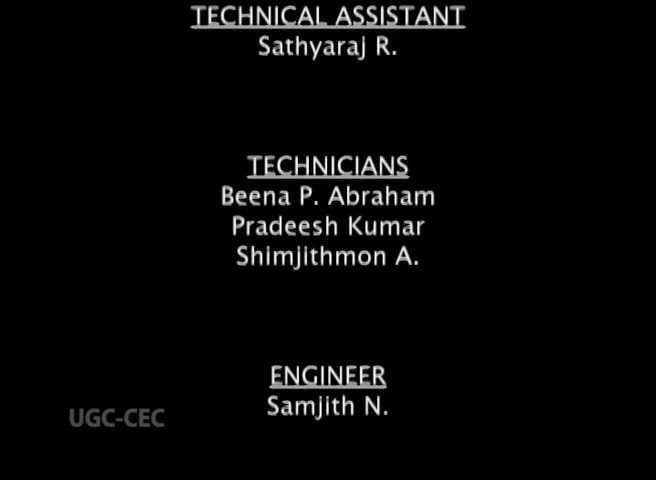 TECHNICAL ASSISTANT
Sathyaraj R.
TECHNICIANS
Beena P. Abraham
Pradeesh Kumar
Shimjithmon A.
ENGINEER
Samjith N.
UGC-CEC